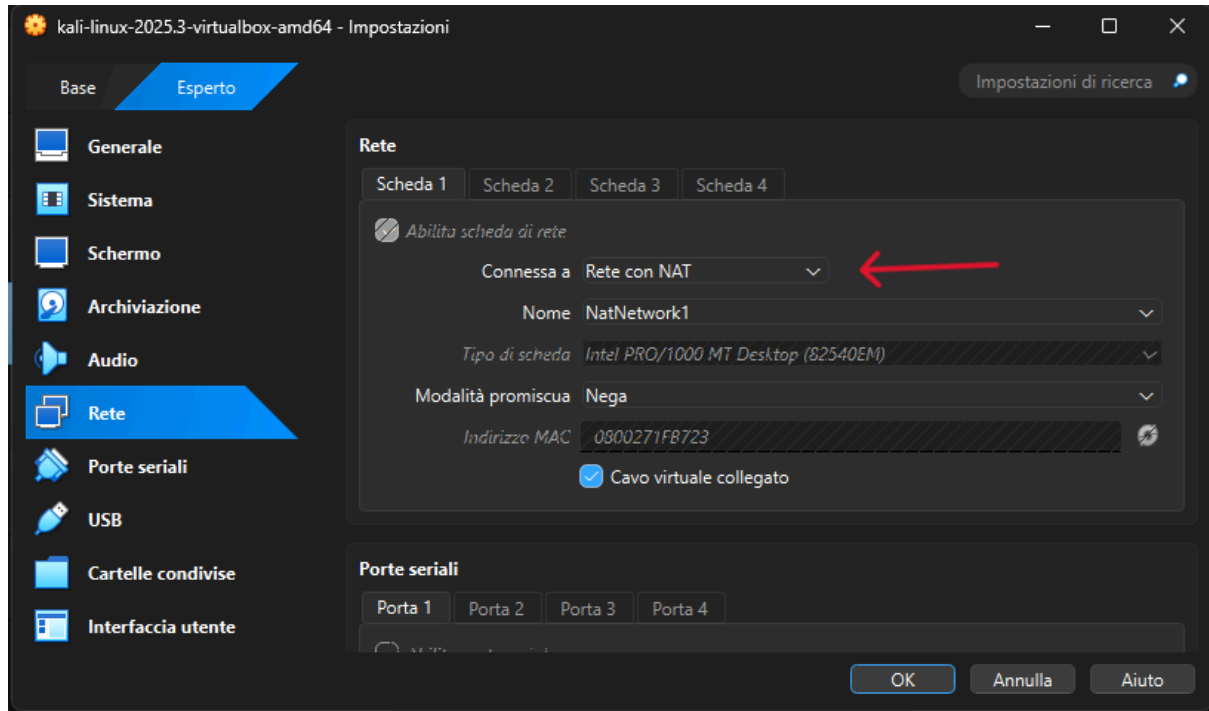 kali-linux-2025.3-virtualbox-amd64 - Impostazioni
Base
Esperto
Impostazioni di ricerca
Generale
Sistema
Schermo
Archiviazione
Audio
Rete
Porte seriali
USB
Cartelle condivise
Interfaccia utente
Rete
Scheda 1 Scheda 2 Scheda 3 Scheda 4
Abilita scheda di rete
Connessa a Rete con NAT
Nome NatNetwork1
Tipo di scheda Intel PRO/1000 MT Desktop (82540EM)
Modalità promiscua Nega
Indirizzo MAC 0800271FB723
Cavo virtuale collegato
Porte seriali
Porta 1 Porta 2 Porta 3 Porta 4
OK Annulla Aiuto